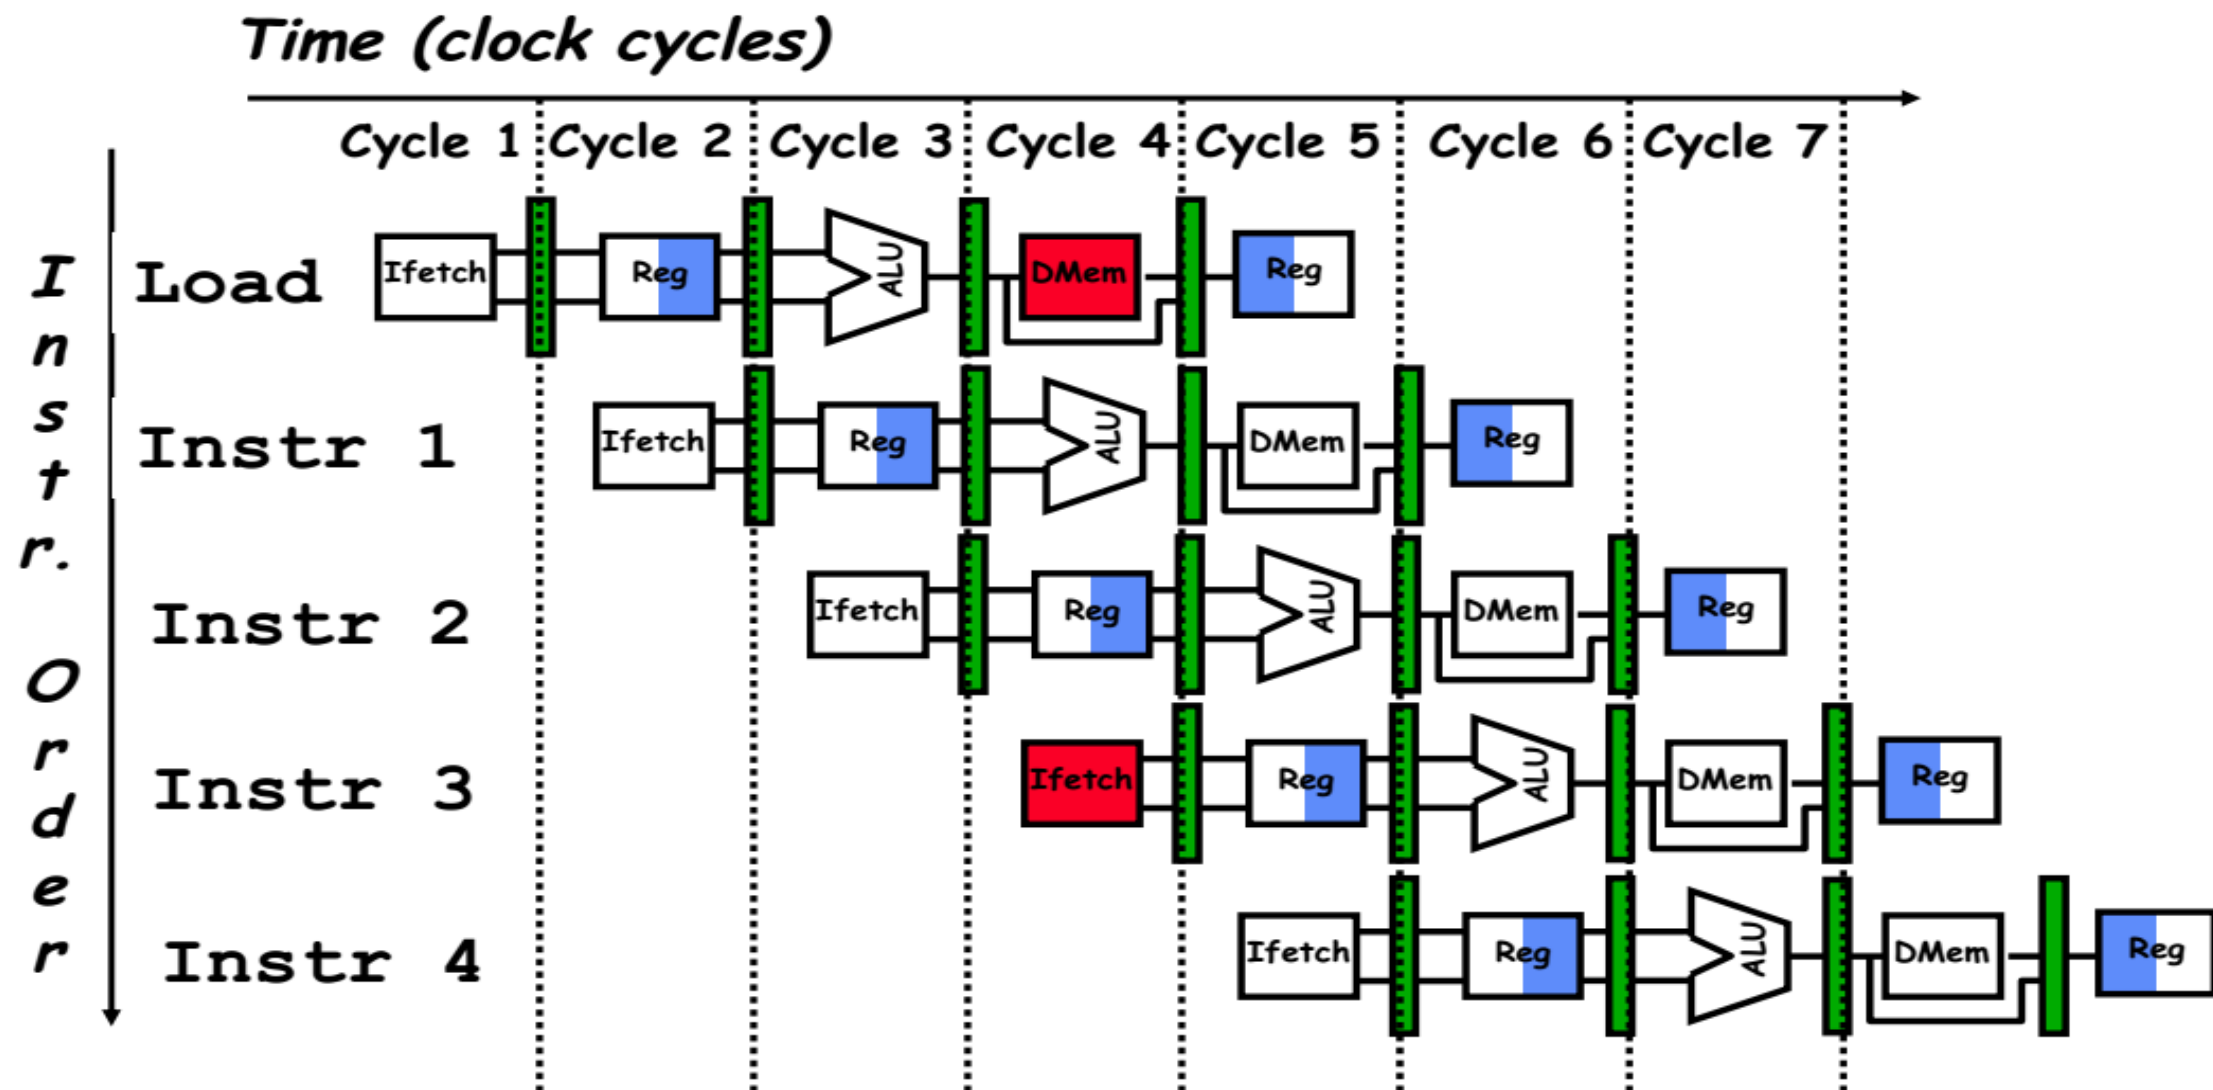 Time (clock cycles)
Cycle 1 Cycle 2 Cycle 3 Cycle 4 Cycle 5 Cycle 6 Cycle 7
Instr. Order
Load Ifetch Reg ALU DMem Reg
Instr 1 Ifetch Reg ALU DMem Reg
Instr 2 Ifetch Reg ALU DMem Reg
Instr 3 Ifetch Reg ALU DMem Reg
Instr 4 Ifetch Reg ALU DMem Reg